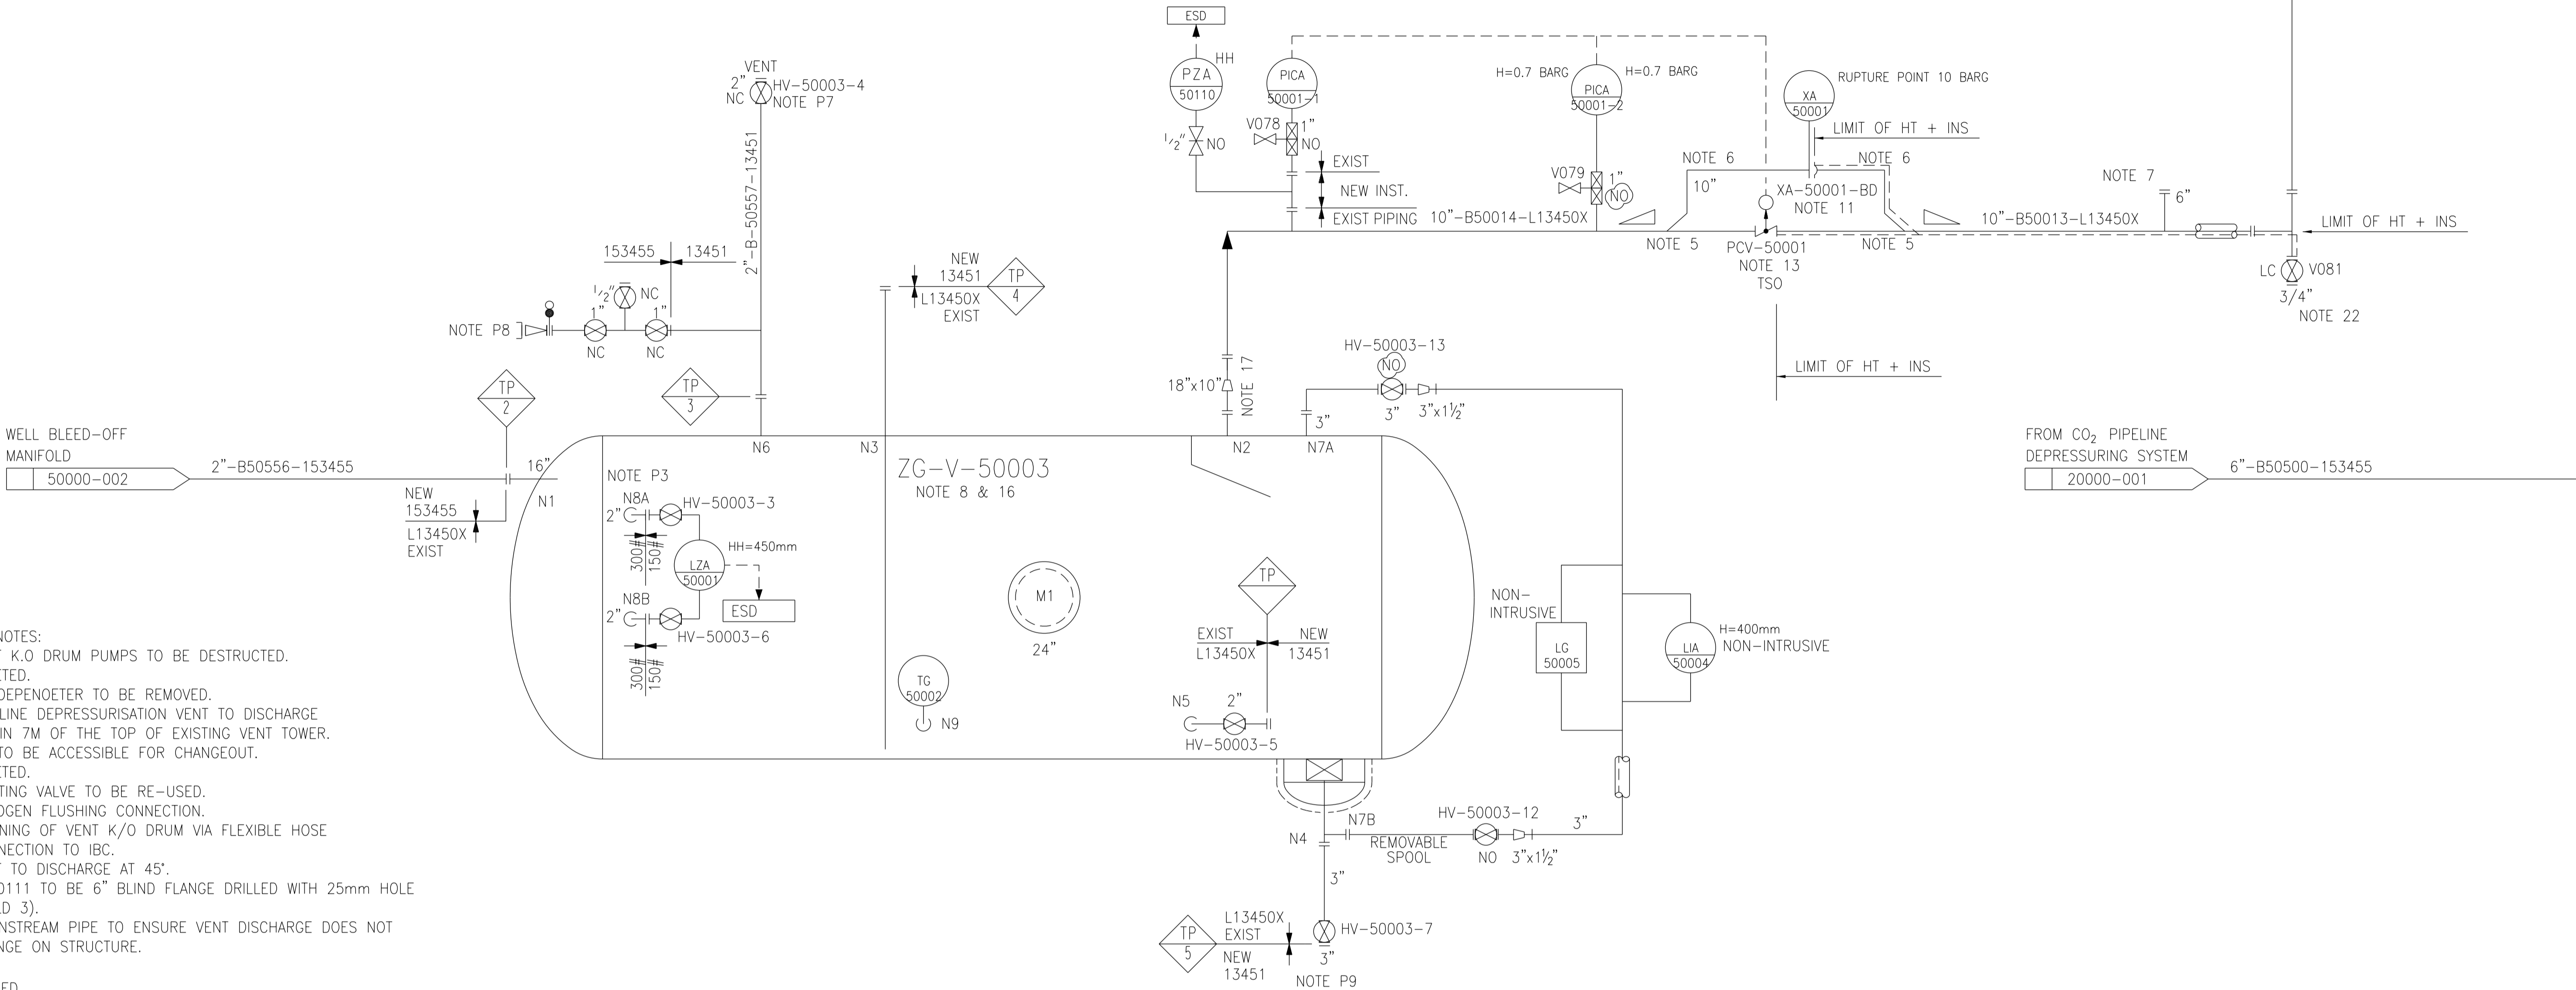 ESD
PZA
50110
HH
1/2"
NO
PICA
50001-1
V078
1"
NO
EXIST
NEW INST.
EXIST PIPING
H=0.7 BARG
PICA
50001-2
H=0.7 BARG
V079
1"
NO
10"-B50014-L13450X
XA
50001
RUPTURE POINT 10 BARG
LIMIT OF HT + INS
NOTE 6
NOTE 6
10"
XA-50001-BD
NOTE 11
NOTE 5
PCV-50001
NOTE 13
TSO
NOTE 5
10"-B50013-L13450X
NOTE 7
6"
LIMIT OF HT + INS
LC
V081
3/4"
NOTE 22
LIMIT OF HT + INS
VENT
2"
NC
HV-50003-4
NOTE P7
2"-B-50557-13451
153455
13451
1/2"
NC
1"
1"
NOTE P8
NC
NC
TP
2
TP
3
NEW
13451
L13450X
EXIST
TP
4
18"x10"
NOTE 17
HV-50003-13
NO
3"
3"
3"x1½"
WELL BLEED-OFF
MANIFOLD
50000-002
2"-B50556-153455
16"
N1
NEW
153455
L13450X
EXIST
N6
N3
N2
N7A
ZG-V-50003
NOTE 8 & 16
NOTE P3
N8A
2"
HV-50003-3
300#
150#
LZA
50001
HH=450mm
ESD
N8B
2"
HV-50003-6
300#
150#
M1
24"
TG
50002
N9
TP
EXIST
L13450X
NEW
13451
N5
2"
HV-50003-5
NON-
INTRUSIVE
LG
50005
LIA
50004
H=400mm
NON-INTRUSIVE
FROM CO₂ PIPELINE
DEPRESSURING SYSTEM
20000-001
6"-B50500-153455
N4
N7B
REMOVABLE
SPOOL
HV-50003-12
NO
3"x1½"
3"
3"
HV-50003-7
3"
NOTE P9
TP
5
L13450X
EXIST
NEW
13451
NOTES:
K.O DRUM PUMPS TO BE DESTRUCTED.
TED.
DEPENOETER TO BE REMOVED.
LINE DEPRESSURISATION VENT TO DISCHARGE
IN 7M OF THE TOP OF EXISTING VENT TOWER.
TO BE ACCESSIBLE FOR CHANGEOUT.
TED.
TING VALVE TO BE RE-USED.
OGEN FLUSHING CONNECTION.
NING OF VENT K/O DRUM VIA FLEXIBLE HOSE
NECTION TO IBC.
T TO DISCHARGE AT 45°.
0111 TO BE 6" BLIND FLANGE DRILLED WITH 25mm HOLE
D 3).
NSTREAM PIPE TO ENSURE VENT DISCHARGE DOES NOT
NGE ON STRUCTURE.
ED